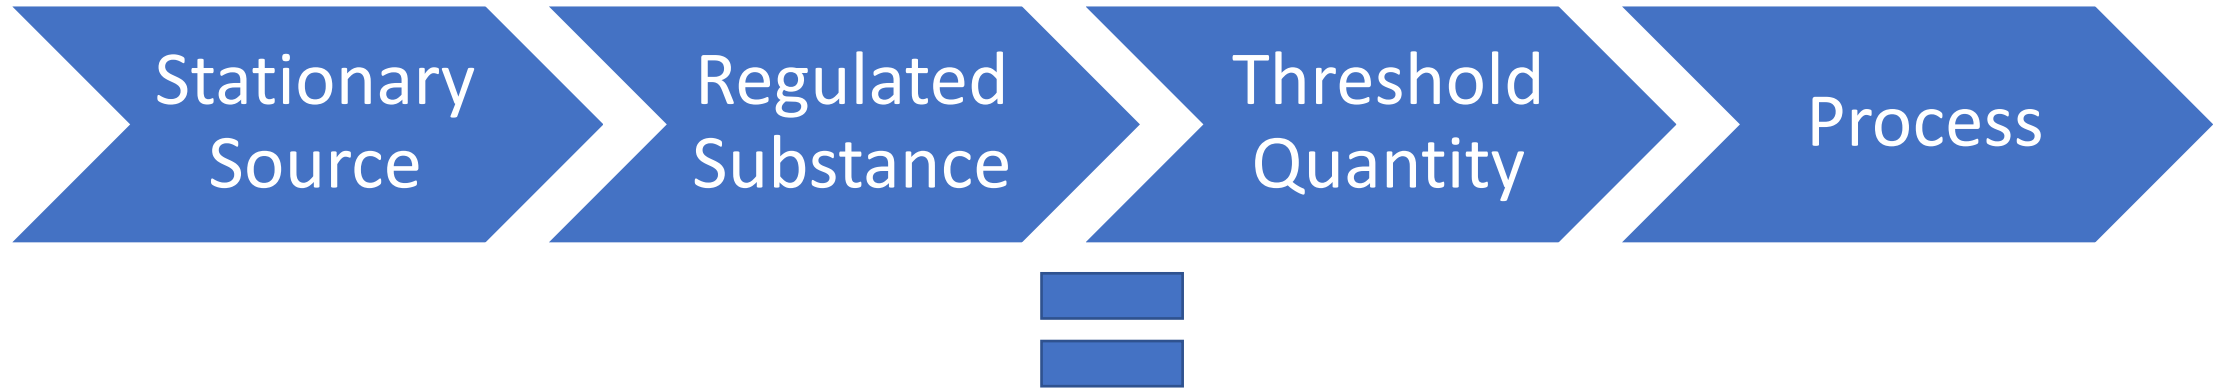 Stationary
Source
Regulated
Substance
Threshold
Quantity
Process